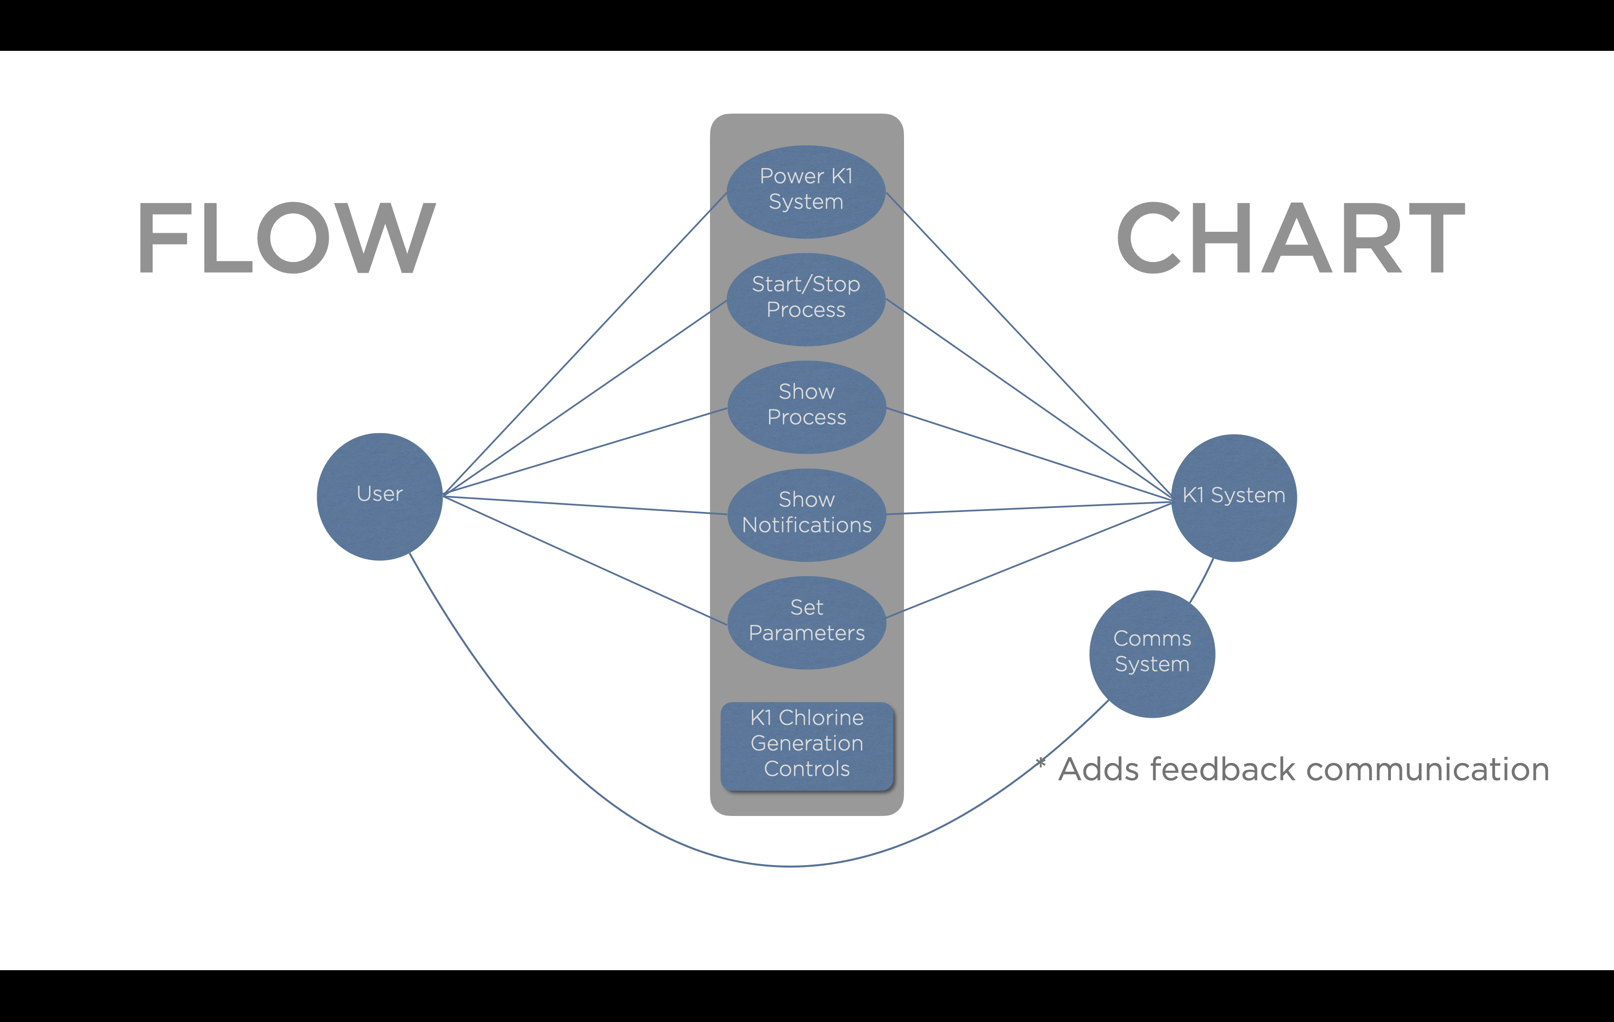 FLOW
CHART
Power K1
System
Start/Stop
Process
Show
Process
User
Show
Notifications
K1 System
Set
Parameters
Comms
System
K1 Chlorine
Generation
Controls
* Adds feedback communication